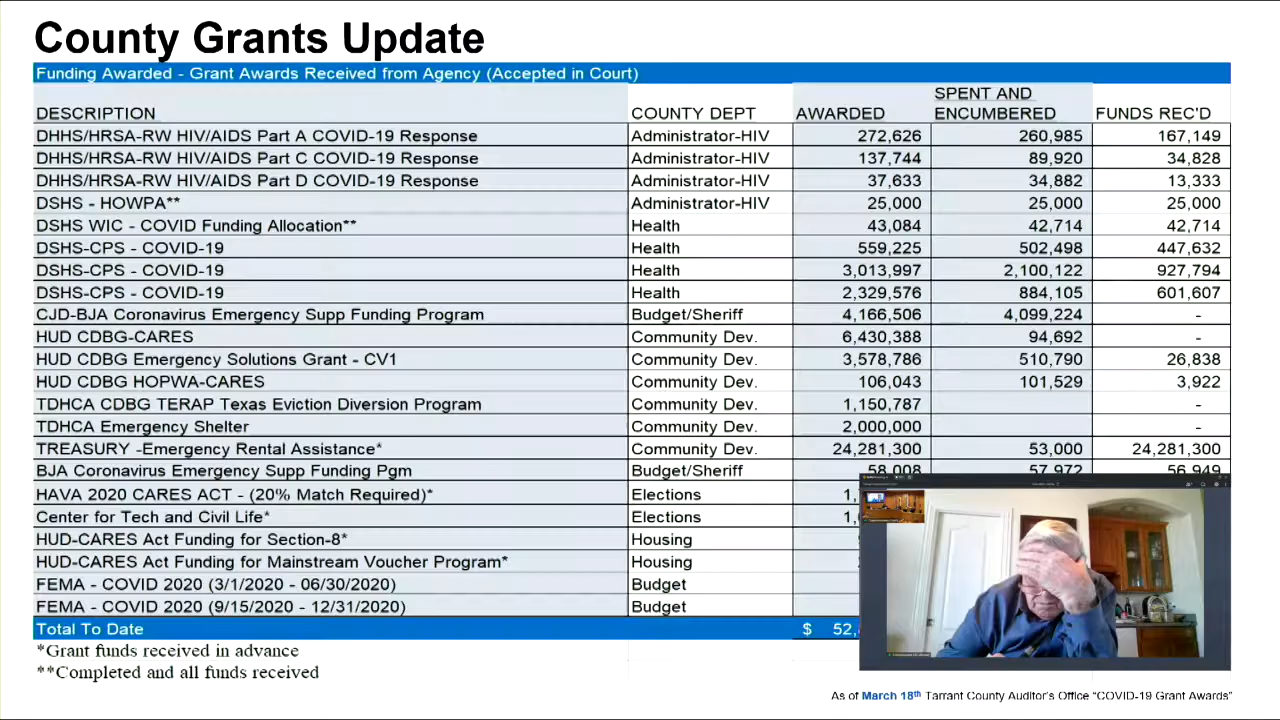 County Grants Update
Funding Awarded - Grant Awards Received from Agency (Accepted in Court)
DESCRIPTION COUNTY DEPT AWARDED SPENT AND ENCUMBERED FUNDS REC'D
DHHS/HRSA-RW HIV/AIDS Part A COVID-19 Response Administrator-HIV 272,626 260,985 167,149
DHHS/HRSA-RW HIV/AIDS Part C COVID-19 Response Administrator-HIV 137,744 89,920 34,828
DHHS/HRSA-RW HIV/AIDS Part D COVID-19 Response Administrator-HIV 37,633 34,882 13,333
DSHS - HOWPA** Administrator-HIV 25,000 25,000 25,000
DSHS WIC - COVID Funding Allocation** Health 43,084 42,714 42,714
DSHS-CPS - COVID-19 Health 559,225 502,498 447,632
DSHS-CPS - COVID-19 Health 3,013,997 2,100,122 927,794
DSHS-CPS - COVID-19 Health 2,329,576 884,105 601,607
CJD-BJA Coronavirus Emergency Supp Funding Program Budget/Sheriff 4,166,506 4,099,224 -
HUD CDBG-CARES Community Dev. 6,430,388 94,692 -
HUD CDBG Emergency Solutions Grant - CV1 Community Dev. 3,578,786 510,790 26,838
HUD CDBG HOPWA-CARES Community Dev. 106,043 101,529 3,922
TDHCA CDBG TERAP Texas Eviction Diversion Program Community Dev. 1,150,787 -
TDHCA Emergency Shelter Community Dev. 2,000,000 -
TREASURY -Emergency Rental Assistance* Community Dev. 24,281,300 53,000 24,281,300
BJA Coronavirus Emergency Supp Funding Pgm Budget/Sheriff 58,008 57,972 56,949
HAVA 2020 CARES ACT - (20% Match Required)* Elections 1,
Center for Tech and Civil Life* Elections
HUD-CARES Act Funding for Section-8* Housing
HUD-CARES Act Funding for Mainstream Voucher Program* Housing
FEMA - COVID 2020 (3/1/2020 - 06/30/2020) Budget
FEMA - COVID 2020 (9/15/2020 - 12/31/2020) Budget
Total To Date $ 52,
*Grant funds received in advance
**Completed and all funds received
As of March 18th Tarrant County Auditor's Office "COVID-19 Grant Awards"